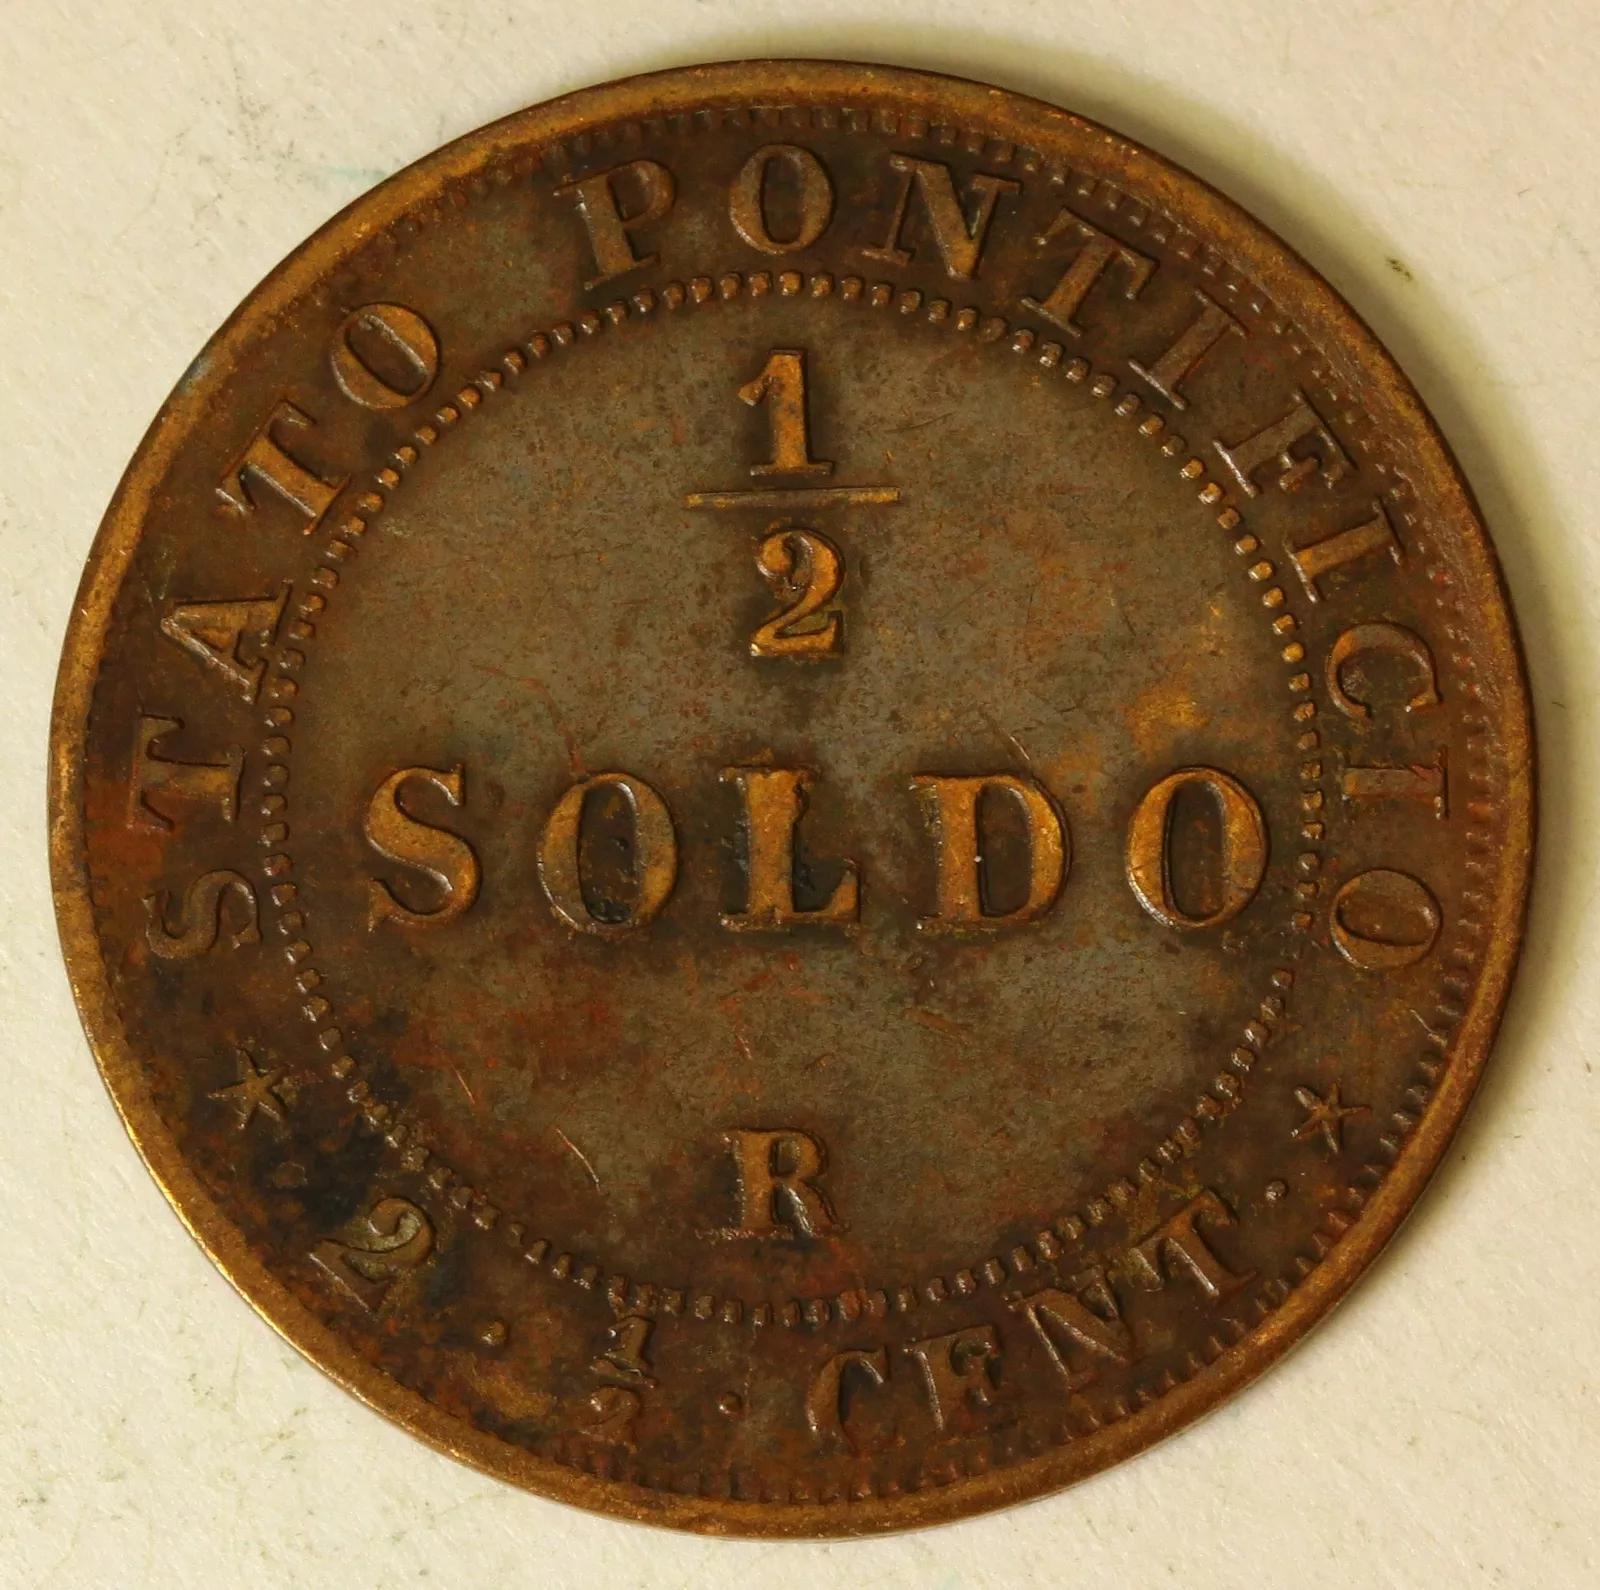 STATO PONTIFICIO
1/2
SOLDO
R
★ · 2 · 1/2 · CENT · ★